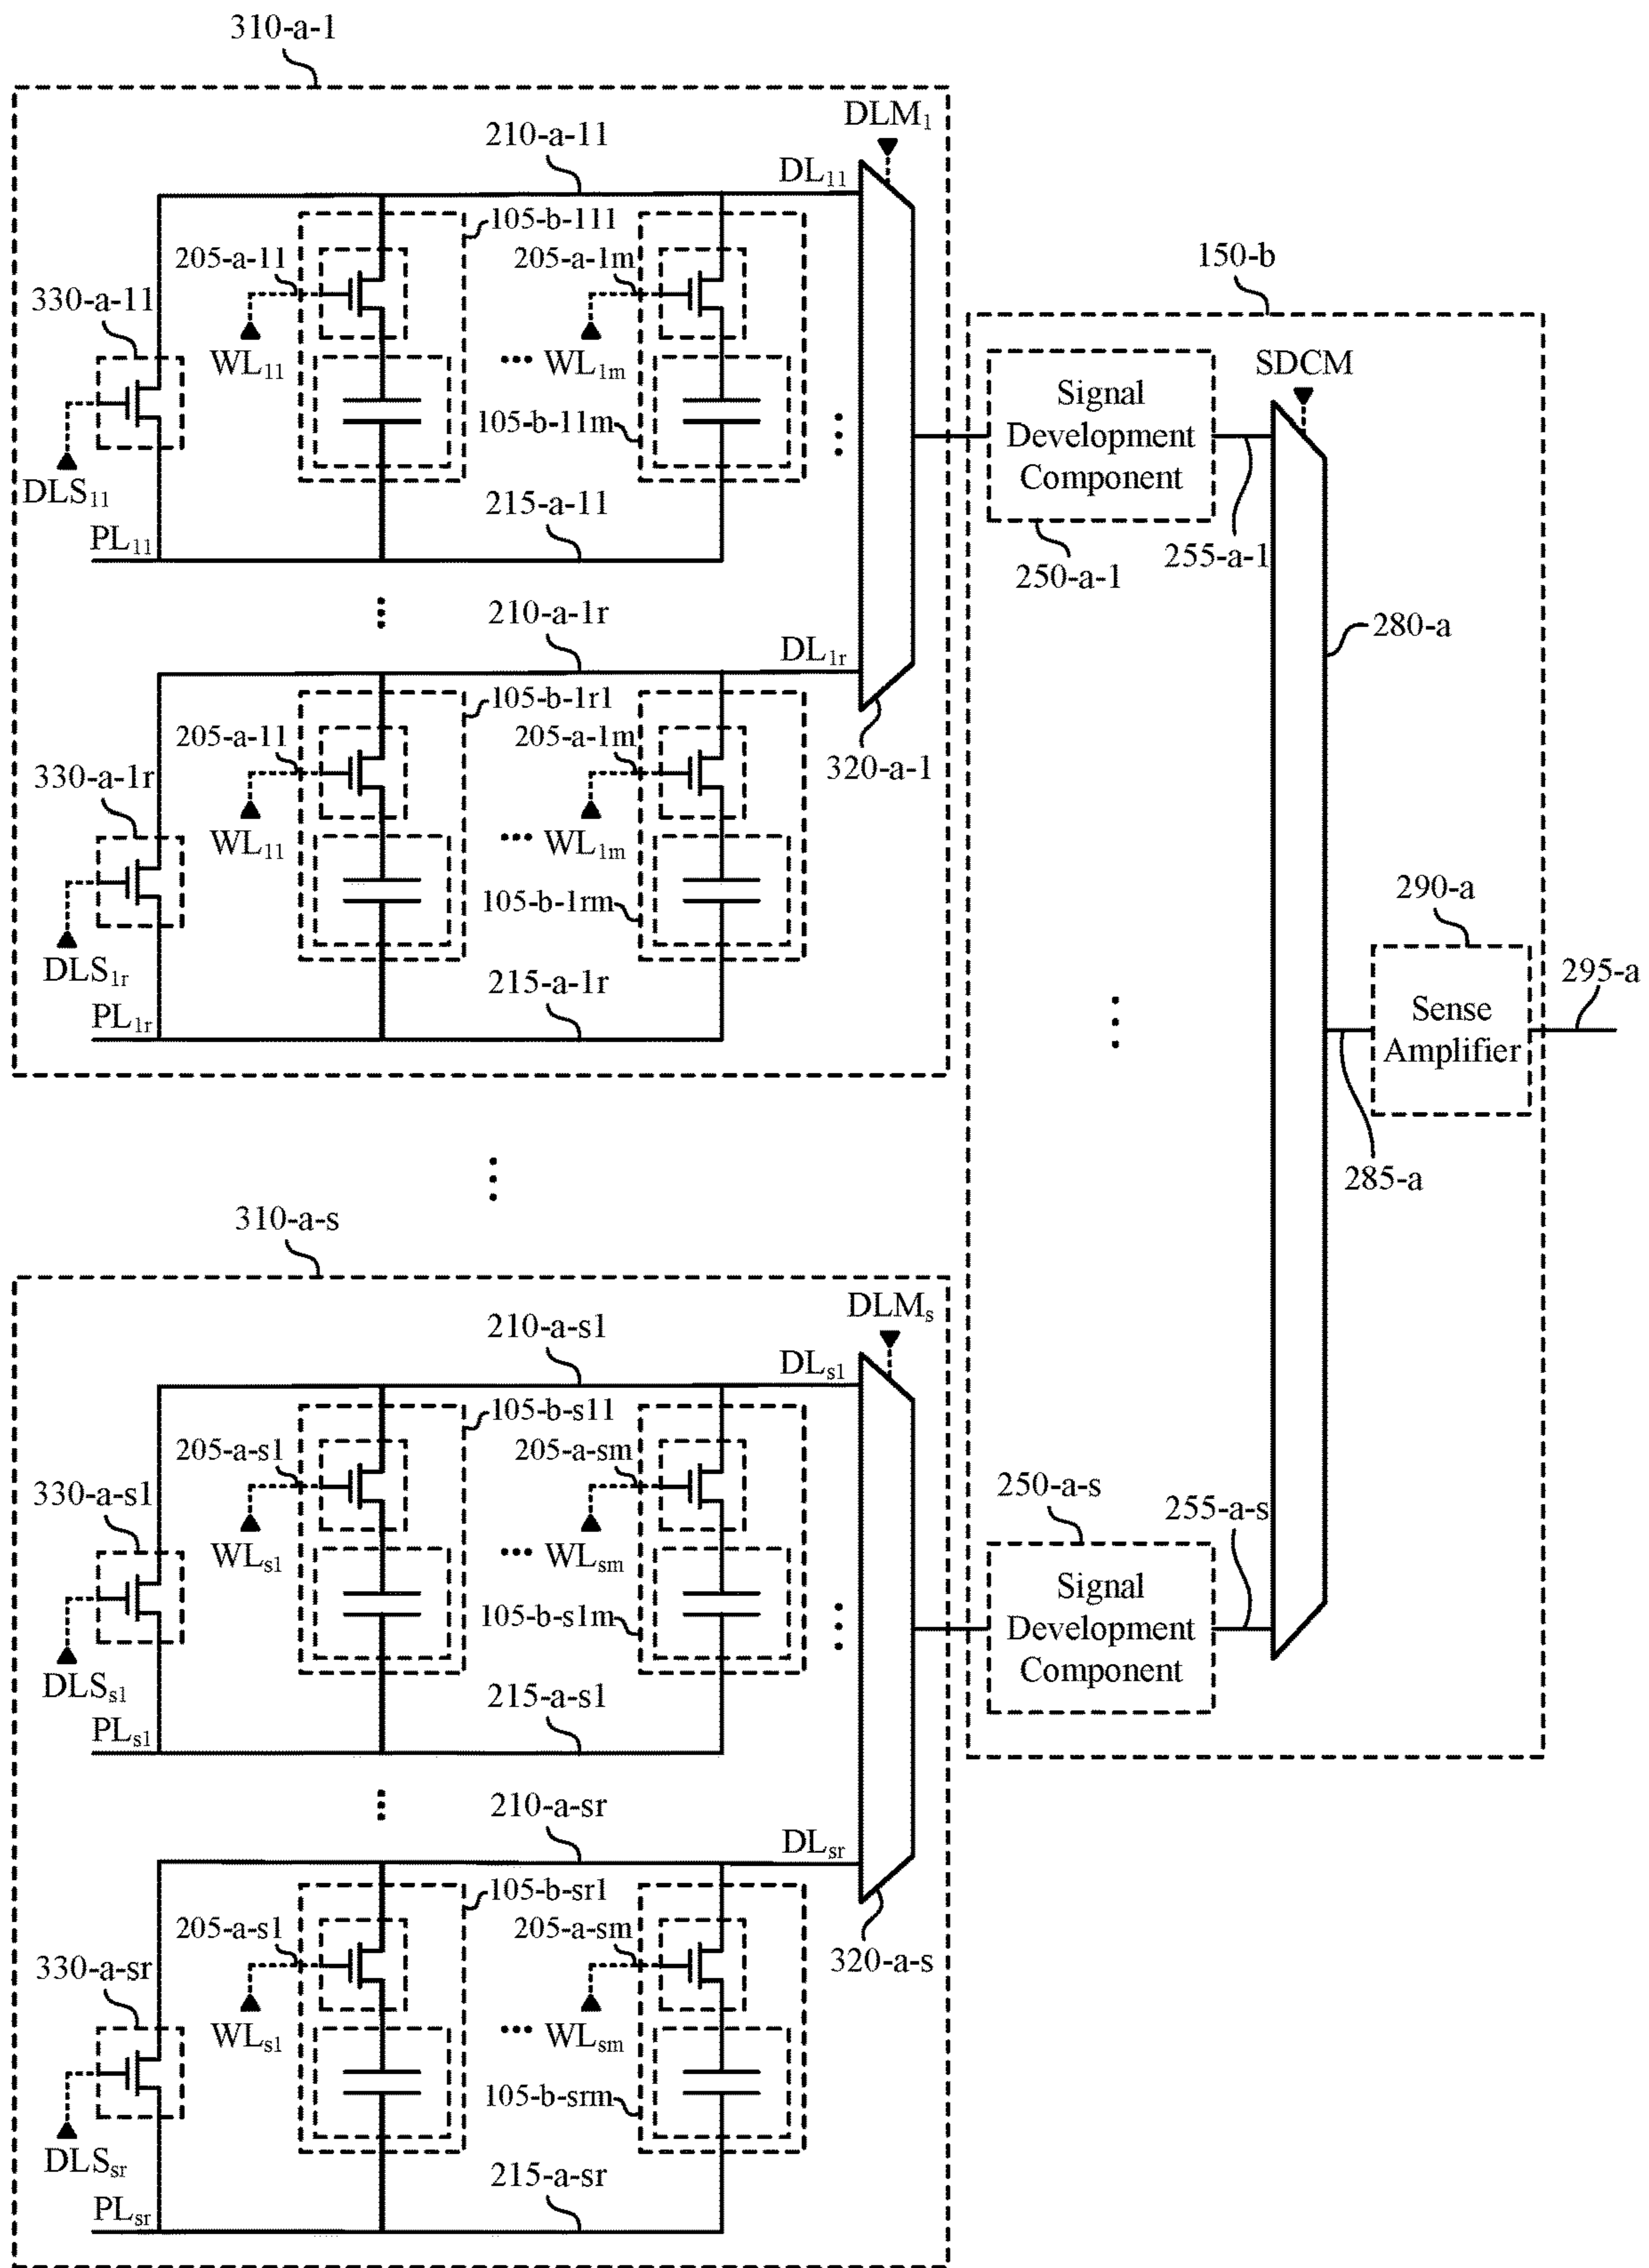 310-a-1
DLM1
210-a-11
DL11
105-b-111
205-a-11
205-a-1m
330-a-11
WL11
... WL1m
105-b-11m
DLS11
PL11
215-a-11
210-a-1r
DL1r
105-b-1r1
205-a-11
205-a-1m
320-a-1
330-a-1r
WL11
... WL1m
105-b-1rm
DLS1r
PL1r
215-a-1r
150-b
Signal
Development
Component
SDCM
250-a-1
255-a-1
280-a
290-a
Sense
Amplifier
295-a
285-a
310-a-s
DLMs
210-a-s1
DLs1
105-b-s11
205-a-s1
205-a-sm
330-a-s1
WLs1
... WLsm
105-b-s1m
DLSs1
PLs1
215-a-s1
250-a-s
255-a-s
Signal
Development
Component
210-a-sr
DLsr
105-b-sr1
205-a-s1
205-a-sm
320-a-s
330-a-sr
WLs1
... WLsm
105-b-srm
DLSsr
PLsr
215-a-sr